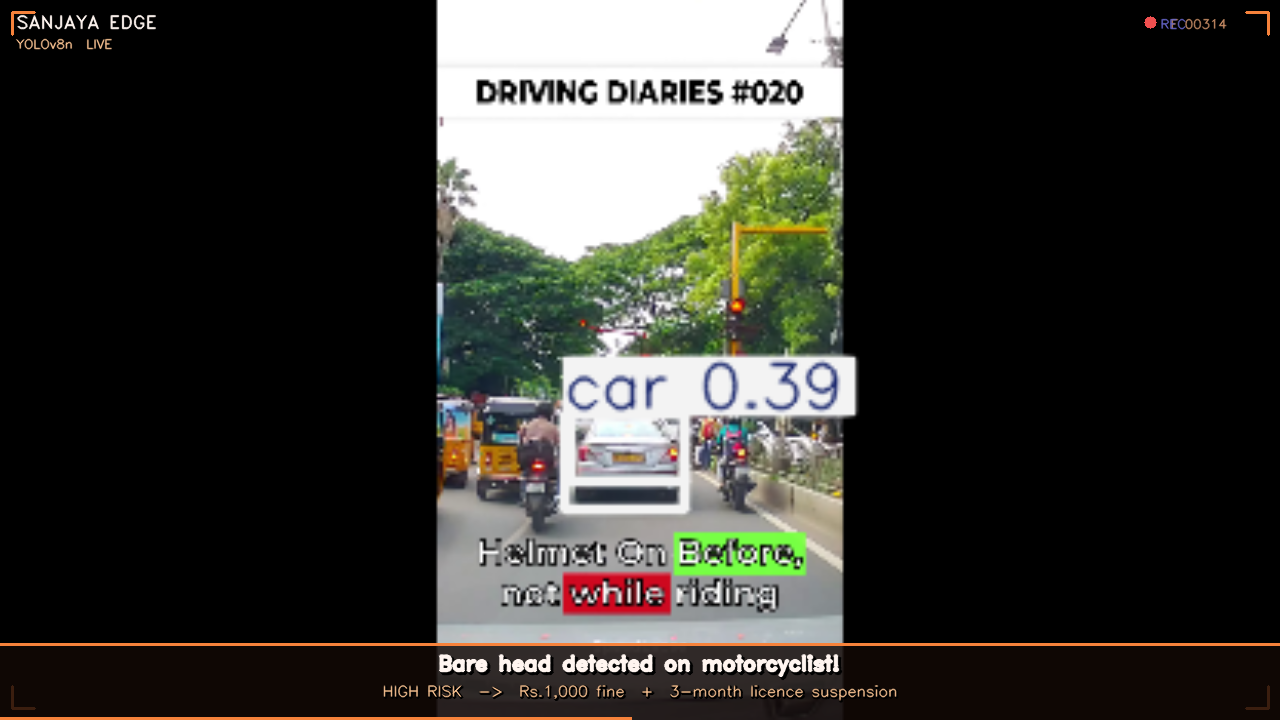 SANJAYA EDGE
YOLOv8n LIVE
REC00314
DRIVING DIARIES #020
car 0.39
Helmet On Before,
not while riding
Bare head detected on motorcyclist!
HIGH RISK -> Rs.1,000 fine + 3-month licence suspension